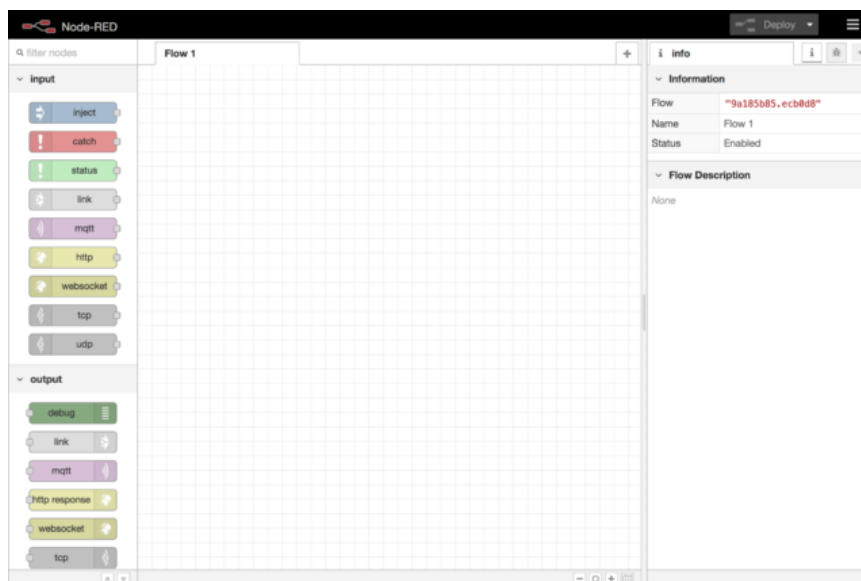 Node-RED
Deploy
filter nodes
Flow 1
info
input
inject
catch
status
link
mqtt
http
websocket
tcp
udp
output
debug
link
mqtt
http response
websocket
tcp
Information
Flow "9a185b85.ecb0d8"
Name Flow 1
Status Enabled
Flow Description
None